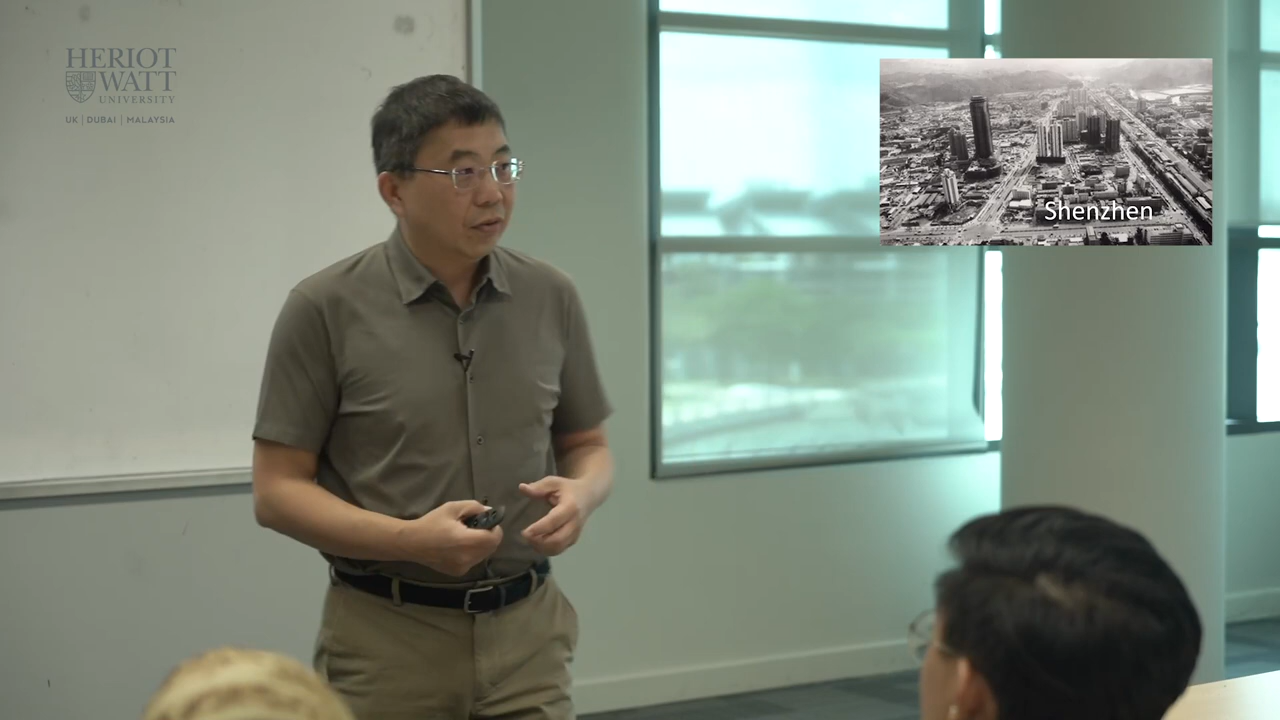 HERIOT
WATT
UNIVERSITY
UK | DUBAI | MALAYSIA
Shenzhen